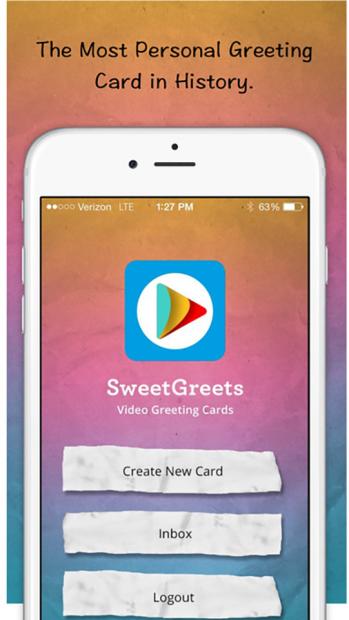 The Most Personal Greeting
Card in History.
Verizon LTE 1:27 PM 63%
SweetGreets
Video Greeting Cards
Create New Card
Inbox
Logout